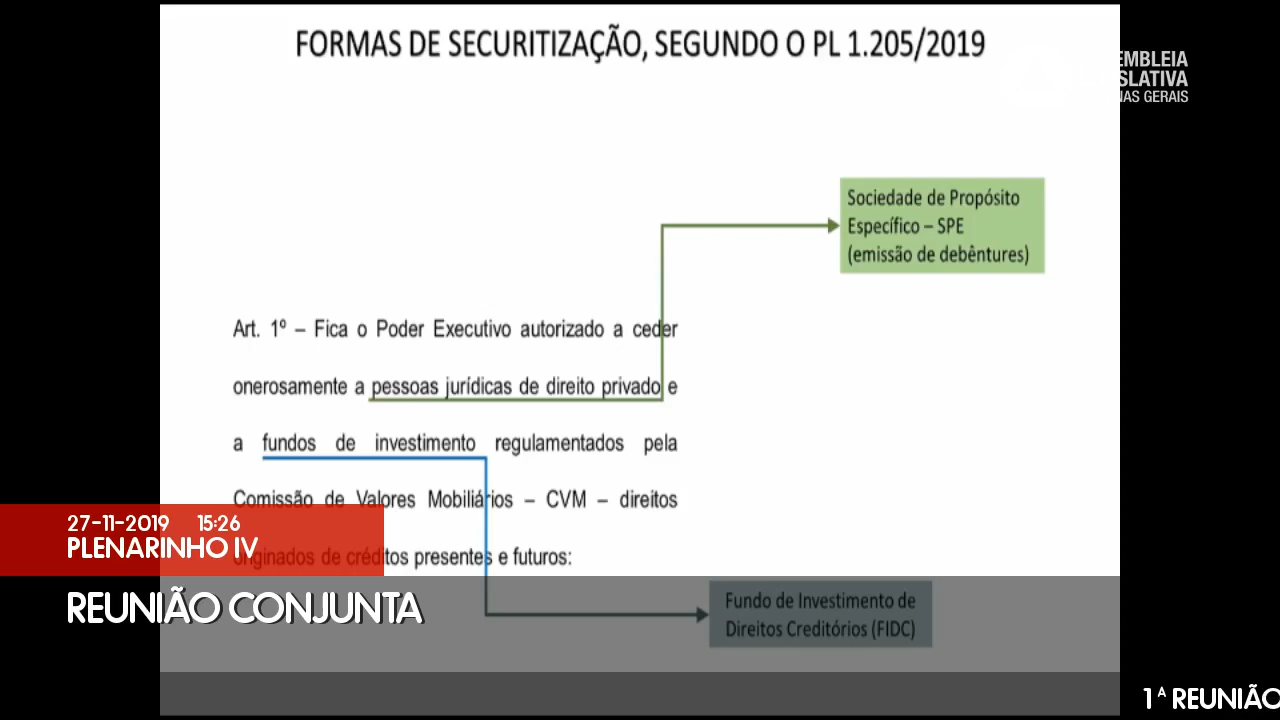 FORMAS DE SECURITIZAÇÃO, SEGUNDO O PL 1.205/2019
EMBLEIA
SLATIVA
NAS GERAIS
Sociedade de Propósito
Específico – SPE
(emissão de debêntures)
Art. 1º – Fica o Poder Executivo autorizado a ceder
onerosamente a pessoas jurídicas de direito privado e
a fundos de investimento regulamentados pela
Comissão de Valores Mobiliários – CVM – direitos
originados de créditos presentes e futuros:
27-11-2019 15:26
PLENARINHO IV
REUNIÃO CONJUNTA
Fundo de Investimento de
Direitos Creditórios (FIDC)
1ª REUNIÃO